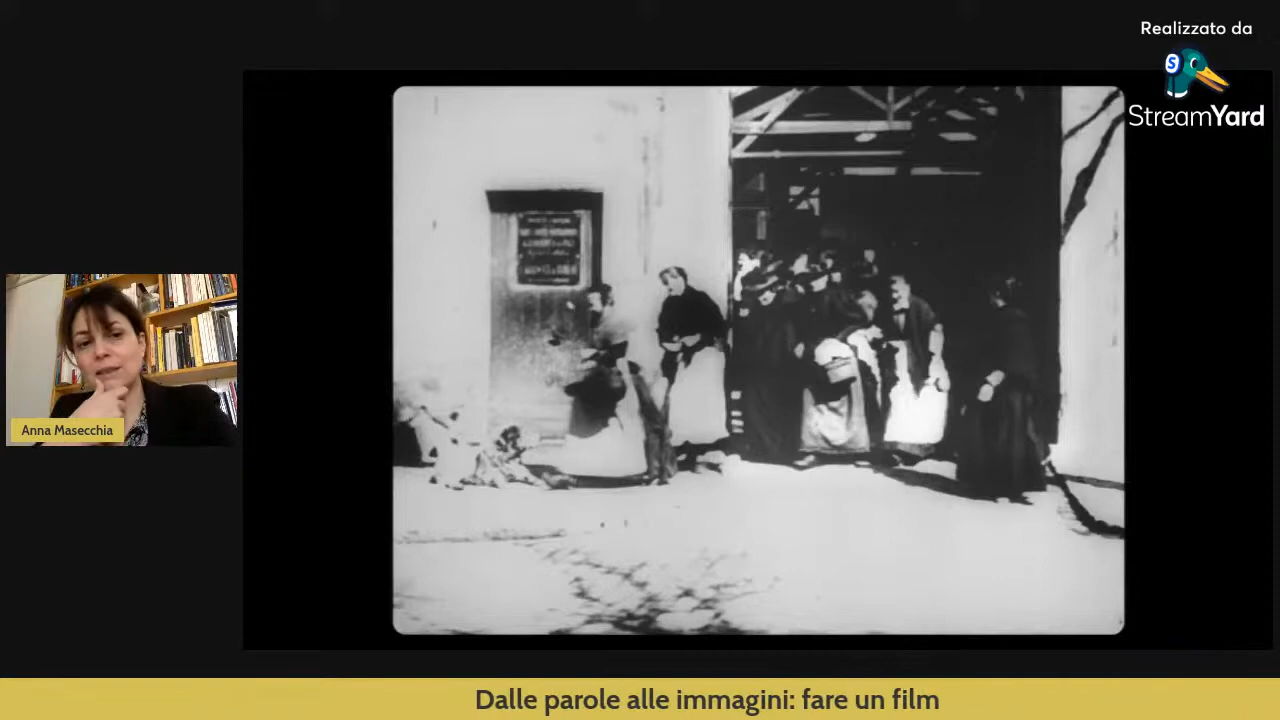 Realizzato da
StreamYard
Anna Masecchia
Dalle parole alle immagini: fare un film